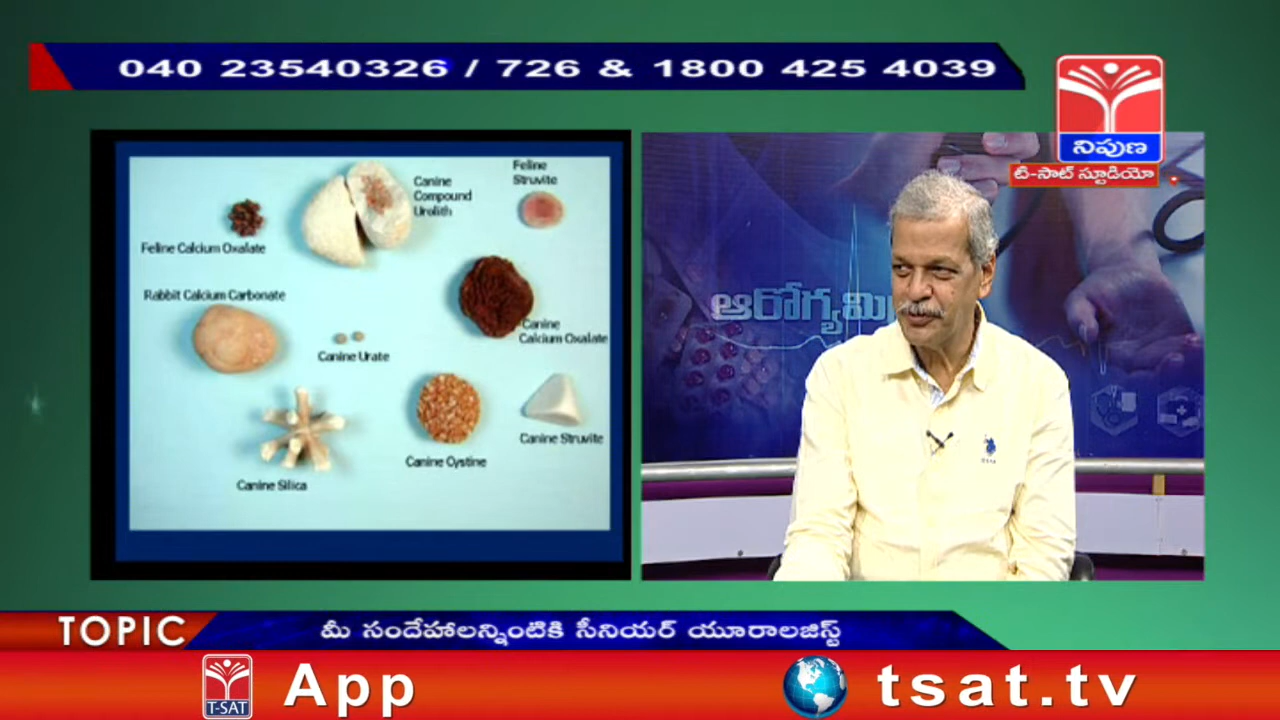 040 23540326 / 726 & 1800 425 4039
నిపుణ
టి-సాట్ స్టూడియో
Feline
Struvite
Canine
Compound
Urolith
Feline Calcium Oxalate
Rabbit Calcium Carbonate
Canine
Calcium Oxalate
Canine Urate
Canine Struvite
Canine Cystine
Canine Silica
TOPIC
మీ సందేహాలన్నింటికి సీనియర్ యూరాలజిస్ట్
T-SAT
App
tsat.tv